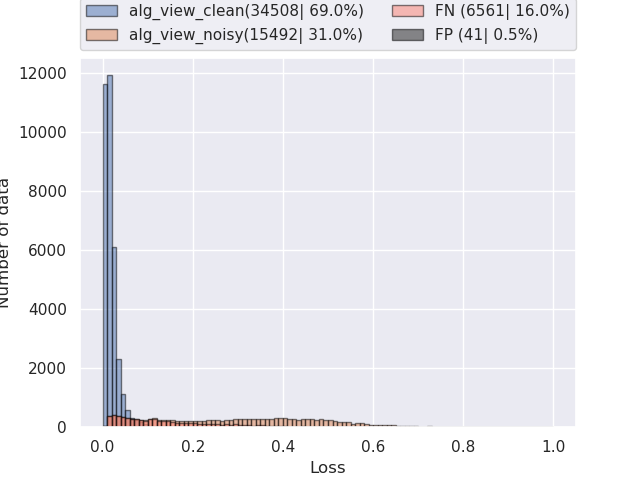 alg_view_clean(34508| 69.0%) FN (6561| 16.0%)
alg_view_noisy(15492| 31.0%) FP (41| 0.5%)
12000
10000
8000
6000
4000
2000
0
Number of data
0.0 0.2 0.4 0.6 0.8 1.0
Loss